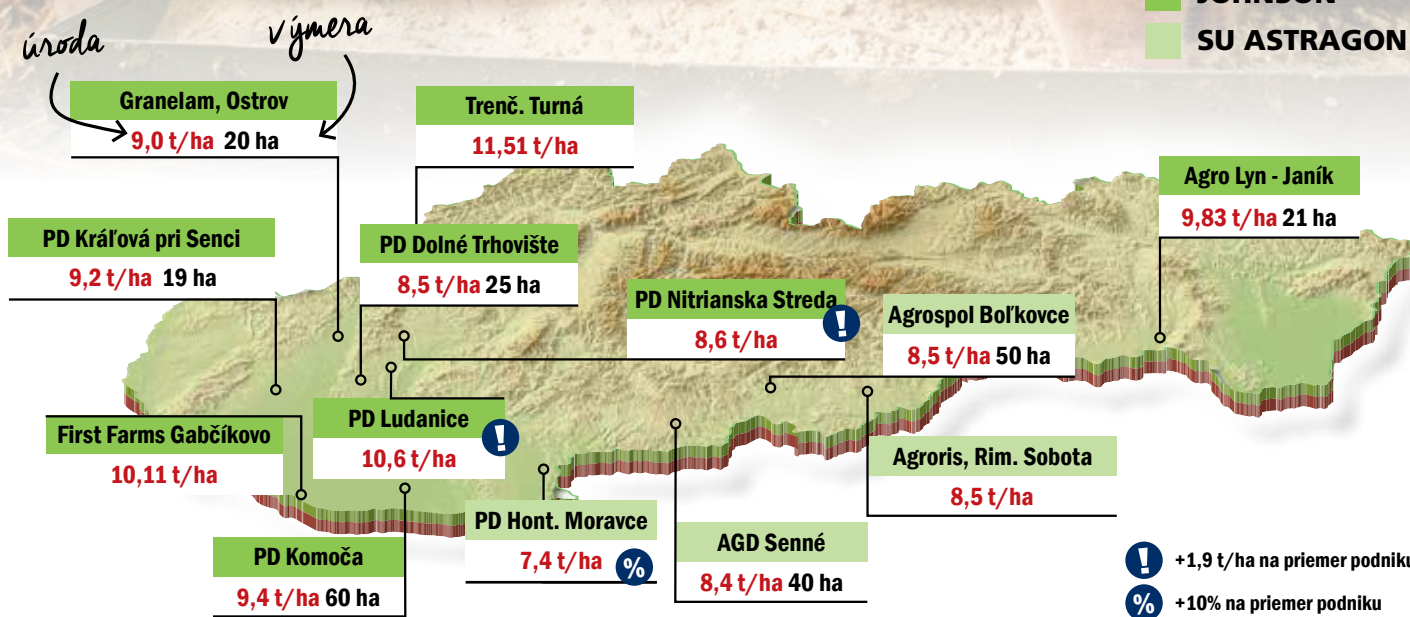 JOHNSON
SU ASTRAGON
úroda
výmera
Granelam, Ostrov
9,0 t/ha 20 ha
Trenč. Turná
11,51 t/ha
Agro Lyn - Janík
9,83 t/ha 21 ha
PD Kráľová pri Senci
9,2 t/ha 19 ha
PD Dolné Trhovište
8,5 t/ha 25 ha
PD Nitrianska Streda
!
8,6 t/ha
Agrospol Boľkovce
8,5 t/ha 50 ha
First Farms Gabčíkovo
10,11 t/ha
PD Ludanice
!
10,6 t/ha
Agroris, Rim. Sobota
8,5 t/ha
PD Hont. Moravce
7,4 t/ha %
AGD Senné
8,4 t/ha 40 ha
PD Komoča
9,4 t/ha 60 ha
! +1,9 t/ha na priemer podniku
% +10% na priemer podniku